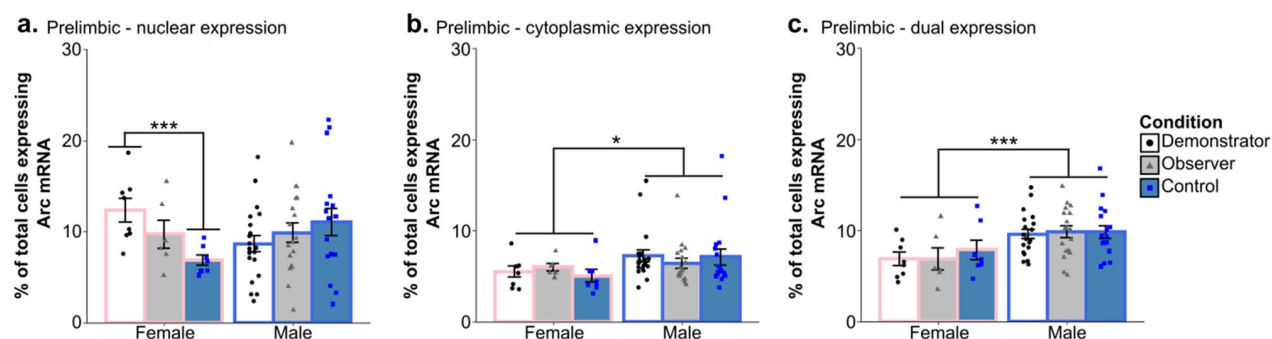 a. Prelimbic - nuclear expression
% of total cells expressing
Arc mRNA
30
20
10
0
***
Female
Male
b. Prelimbic - cytoplasmic expression
% of total cells expressing
Arc mRNA
30
20
10
0
*
Female
Male
c. Prelimbic - dual expression
% of total cells expressing
Arc mRNA
30
20
10
0
***
Female
Male
Condition
Demonstrator
Observer
Control